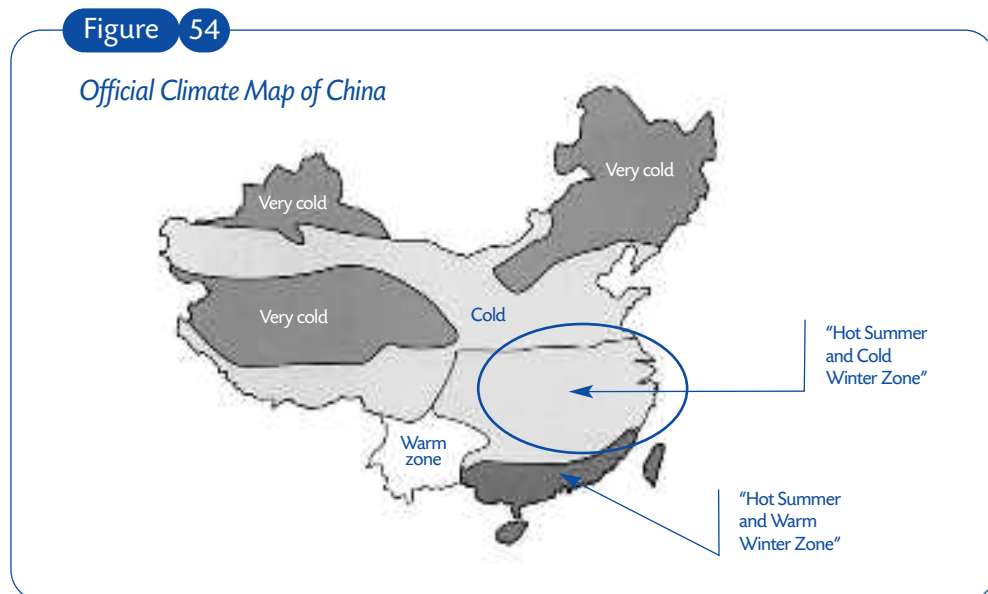 Figure 54
Official Climate Map of China
Very cold
Very cold
Very cold
Cold
"Hot Summer
and Cold
Winter Zone"
Warm
zone
"Hot Summer
and Warm
Winter Zone"